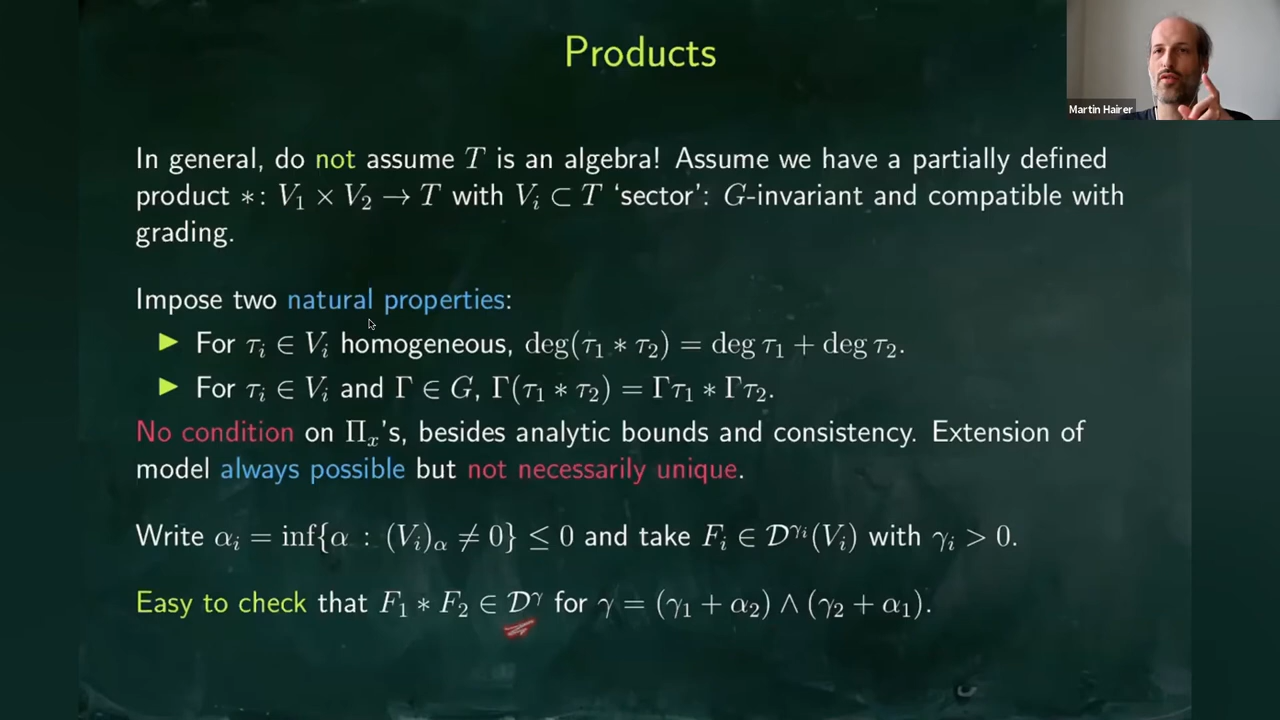 Products
Martin Hairer
In general, do not assume T is an algebra! Assume we have a partially defined
product ∗: V₁ × V₂ → T with Vᵢ ⊂ T ‘sector’: G-invariant and compatible with
grading.
Impose two natural properties:
▶ For τᵢ ∈ Vᵢ homogeneous, deg(τ₁ ∗ τ₂) = deg τ₁ + deg τ₂.
▶ For τᵢ ∈ Vᵢ and Γ ∈ G, Γ(τ₁ ∗ τ₂) = Γτ₁ ∗ Γτ₂.
No condition on Πₓ’s, besides analytic bounds and consistency. Extension of
model always possible but not necessarily unique.
Write αᵢ = inf{α : (Vᵢ)_α ≠ 0} ≤ 0 and take Fᵢ ∈ 𝒟^γᵢ(Vᵢ) with γᵢ > 0.
Easy to check that F₁ ∗ F₂ ∈ 𝒟^γ for γ = (γ₁ + α₂) ∧ (γ₂ + α₁).